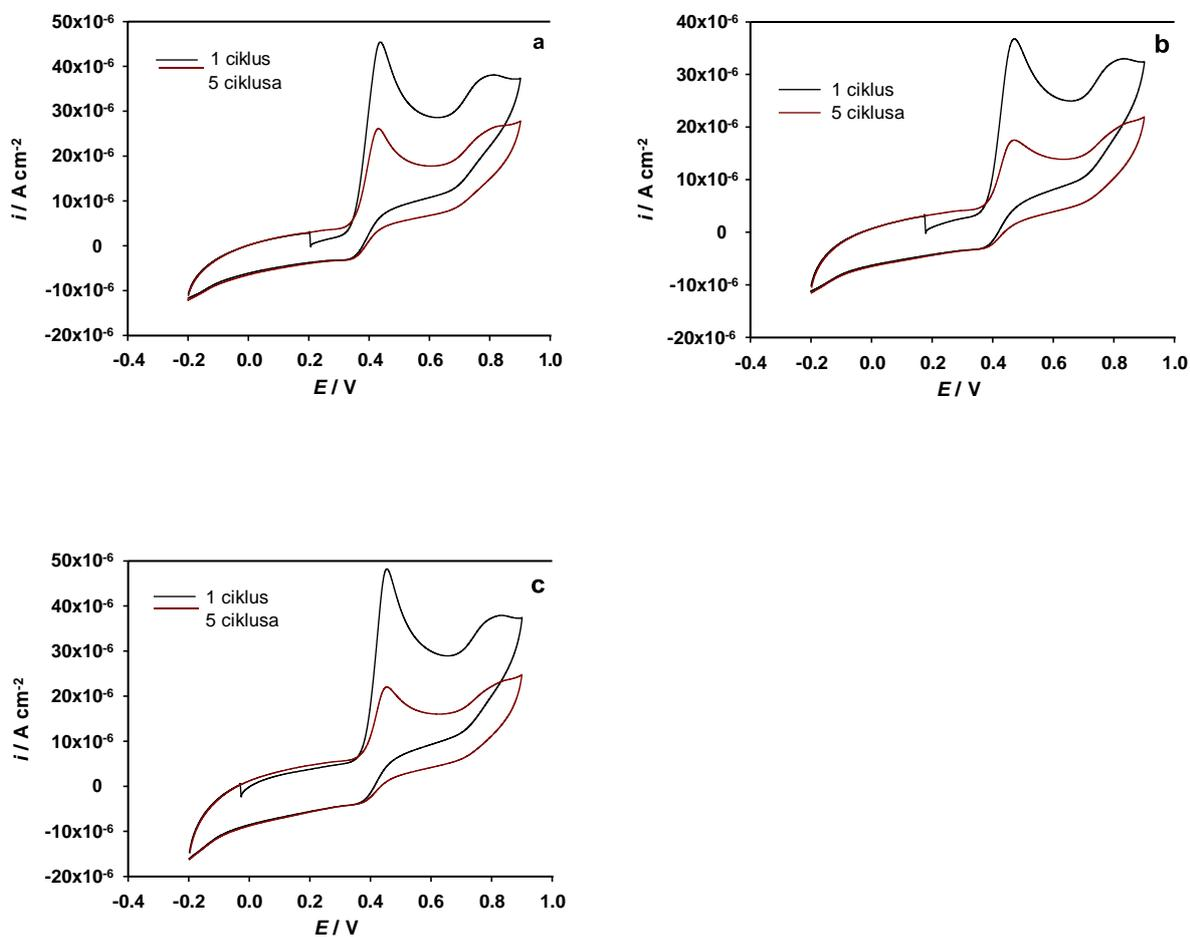 a
1 ciklus
5 ciklusa
50x10-6
40x10-6
30x10-6
20x10-6
10x10-6
0
-10x10-6
-20x10-6
-0.4 -0.2 0.0 0.2 0.4 0.6 0.8 1.0
E / V
i / A cm-2
b
1 ciklus
5 ciklusa
40x10-6
30x10-6
20x10-6
10x10-6
0
-10x10-6
-20x10-6
-0.4 -0.2 0.0 0.2 0.4 0.6 0.8 1.0
E / V
i / A cm-2
c
1 ciklus
5 ciklusa
50x10-6
40x10-6
30x10-6
20x10-6
10x10-6
0
-10x10-6
-20x10-6
-0.4 -0.2 0.0 0.2 0.4 0.6 0.8 1.0
E / V
i / A cm-2